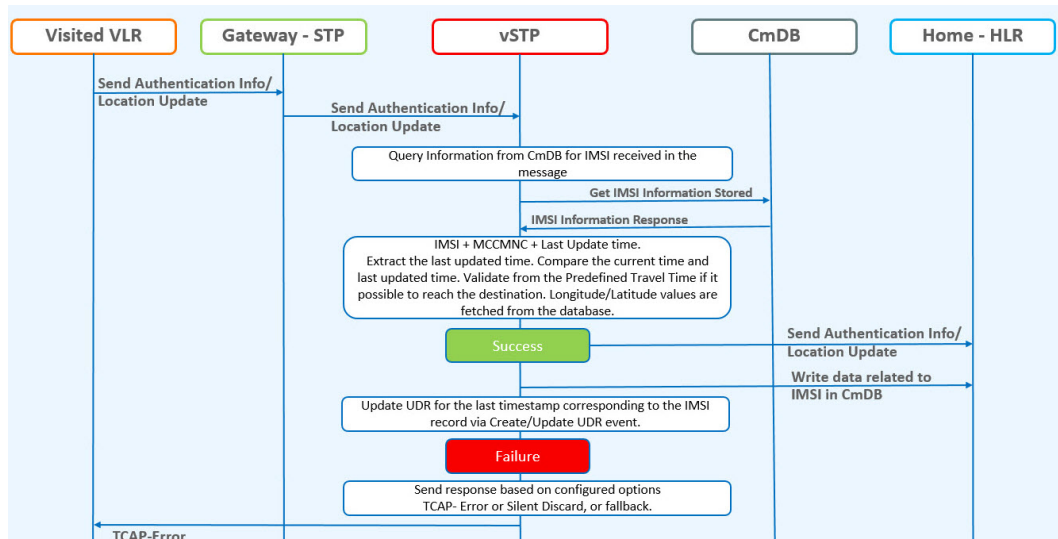 Visited VLR
Gateway - STP
vSTP
CmDB
Home - HLR
Send Authentication Info/
Location Update
Send Authentication Info/
Location Update
Query Information from CmDB for IMSI received in the
message
Get IMSI Information Stored
IMSI Information Response
IMSI + MCCMNC + Last Update time.
Extract the last updated time. Compare the current time and
last updated time. Validate from the Predefined Travel Time if it
possible to reach the destination. Longitude/Latitude values are
fetched from the database.
Success
Send Authentication Info/
Location Update
Write data related to
IMSI in CmDB
Update UDR for the last timestamp corresponding to the IMSI
record via Create/Update UDR event.
Failure
Send response based on configured options
TCAP- Error or Silent Discard, or fallback.
TCAP-Error